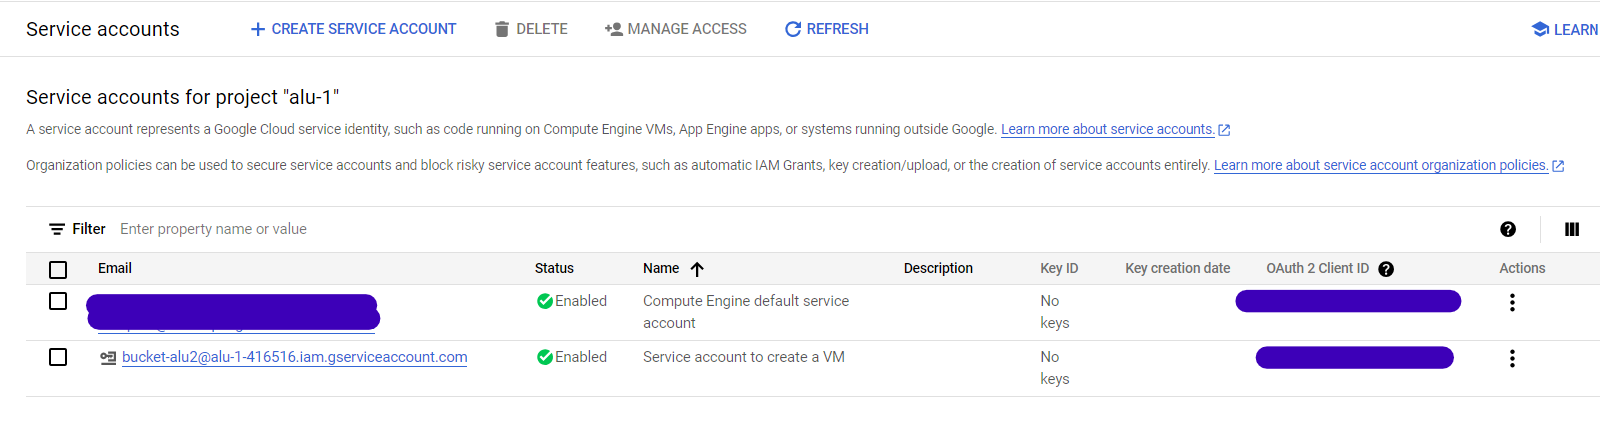 Service accounts
CREATE SERVICE ACCOUNT
DELETE
MANAGE ACCESS
REFRESH
LEARN
Service accounts for project "alu-1"
A service account represents a Google Cloud service identity, such as code running on Compute Engine VMs, App Engine apps, or systems running outside Google. Learn more about service accounts.
Organization policies can be used to secure service accounts and block risky service account features, such as automatic IAM Grants, key creation/upload, or the creation of service accounts entirely. Learn more about service account organization policies.
Filter Enter property name or value
Email Status Name Description Key ID Key creation date OAuth 2 Client ID Actions
Enabled Compute Engine default service No
account keys
bucket-alu2@alu-1-416516.iam.gserviceaccount.com Enabled Service account to create a VM No
keys